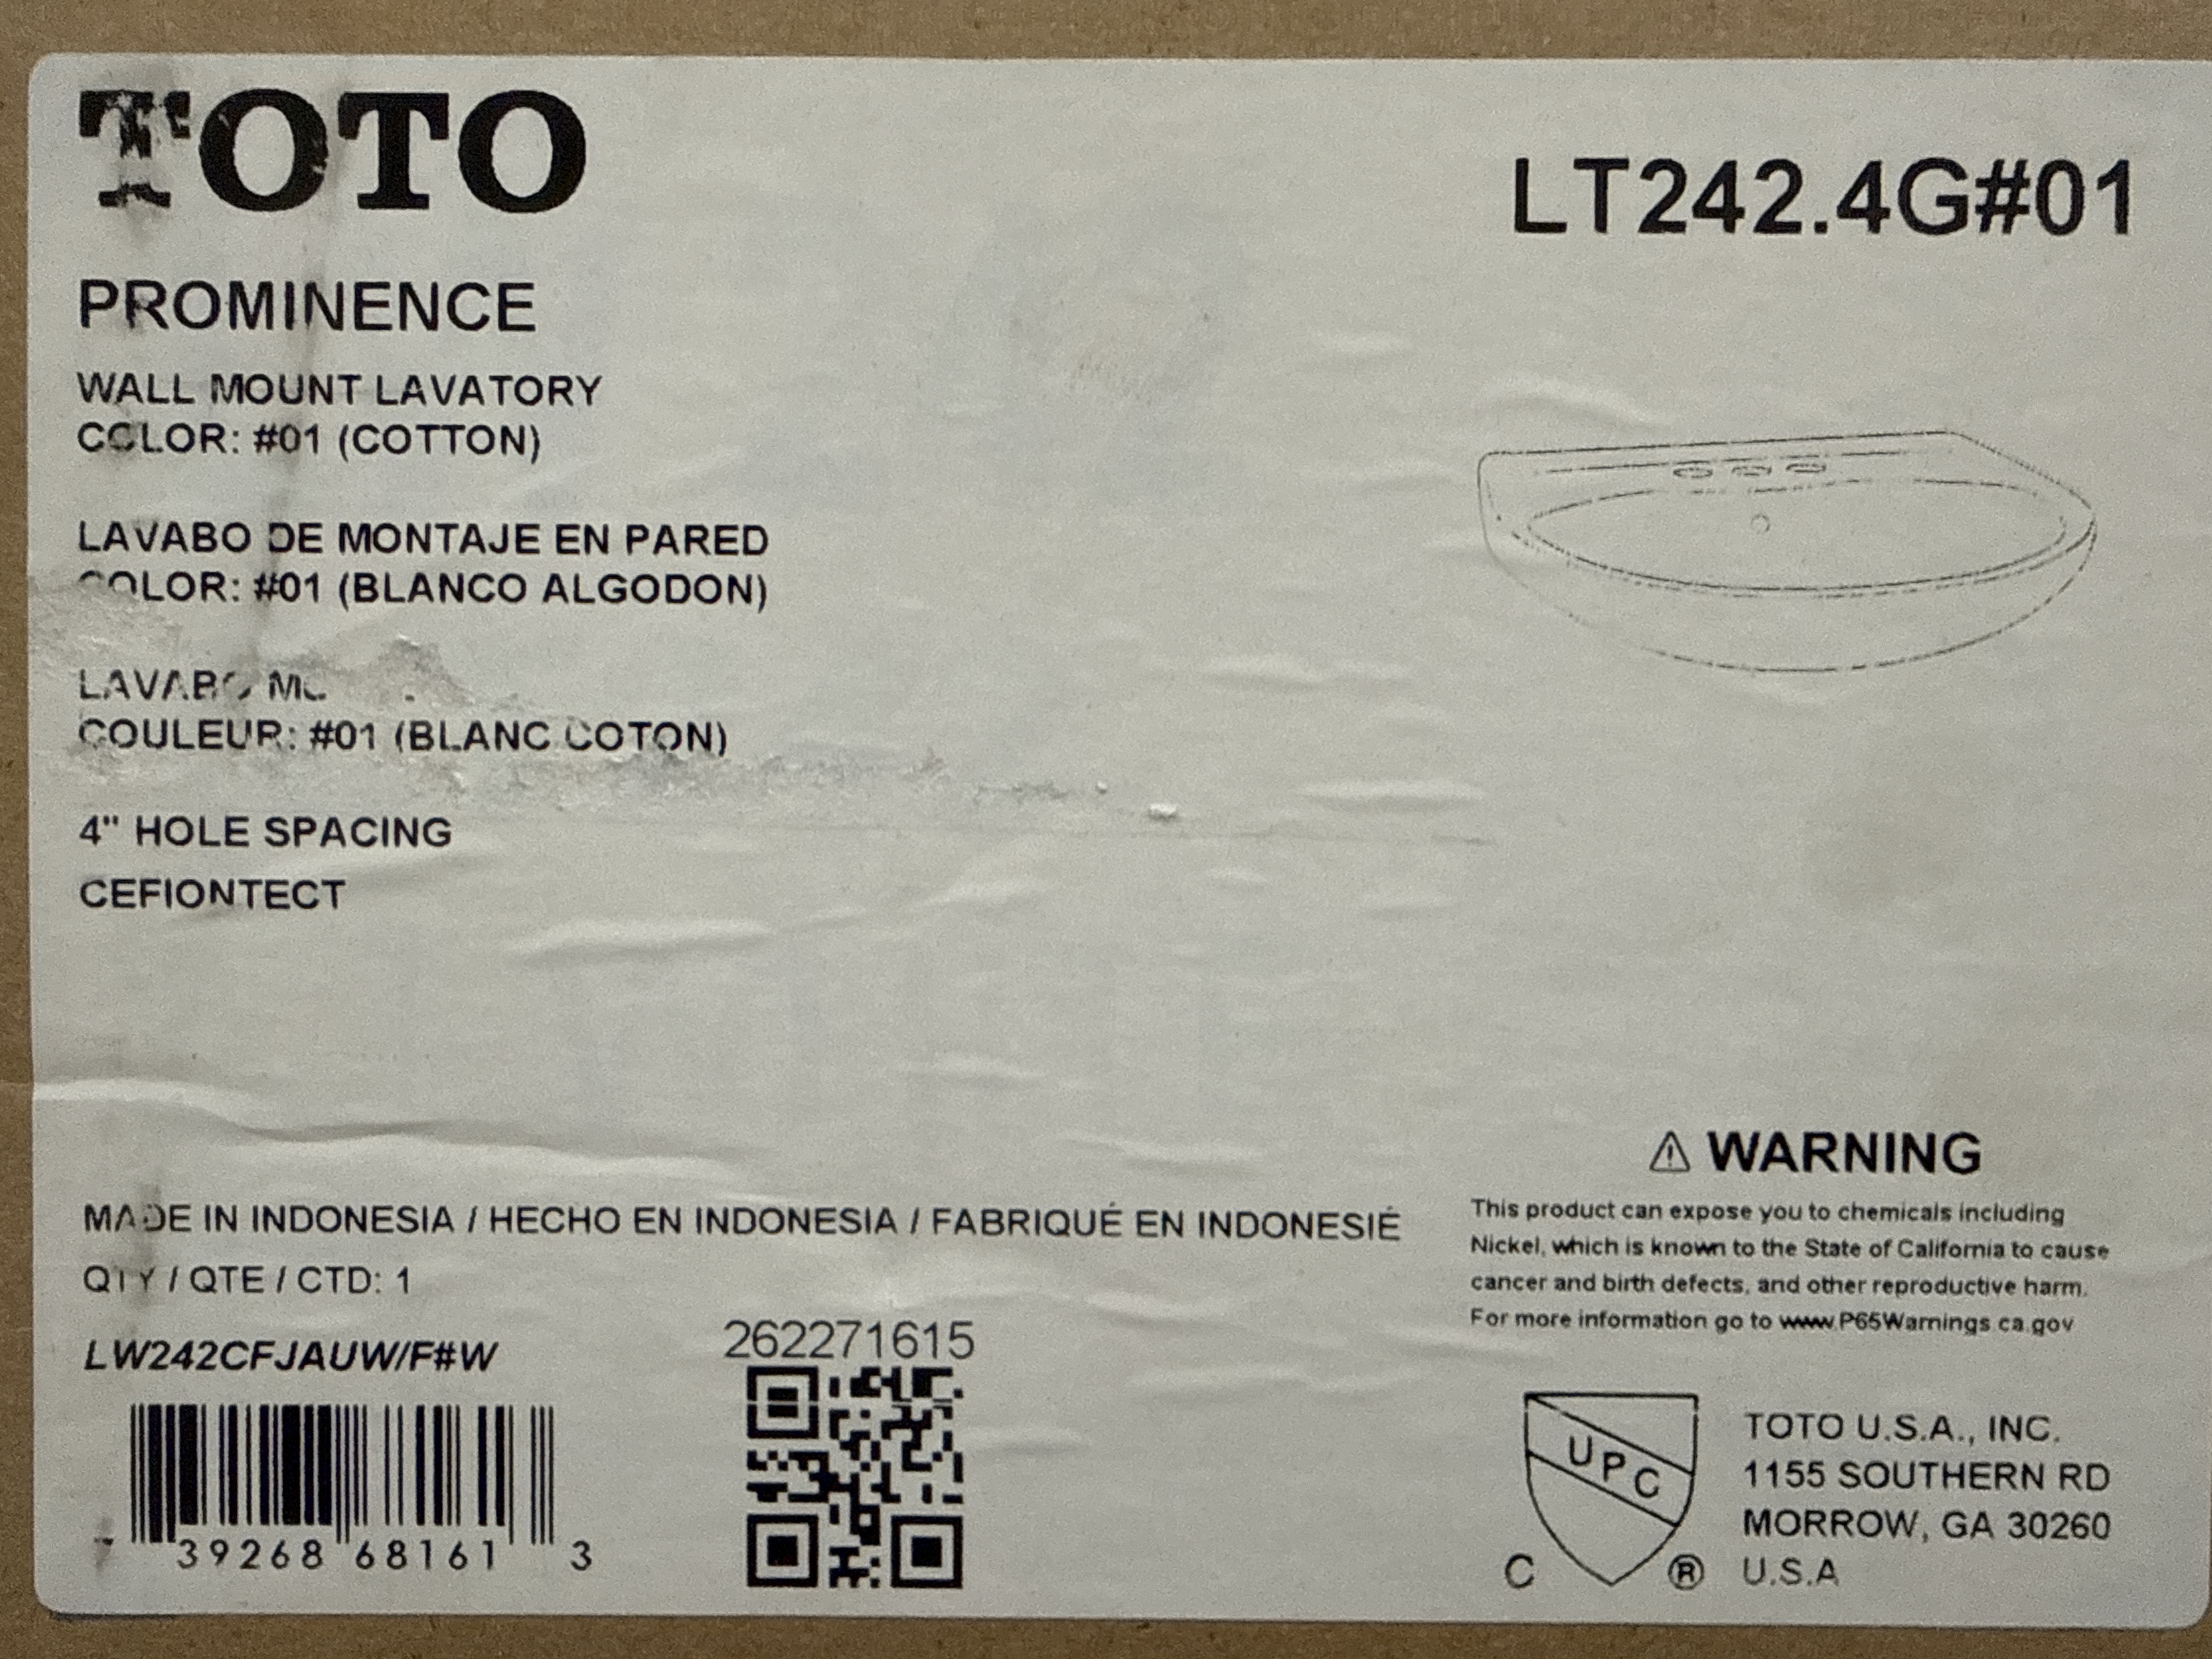 TOTO
LT242.4G#01
PROMINENCE
WALL MOUNT LAVATORY
COLOR: #01 (COTTON)
LAVABO DE MONTAJE EN PARED
COLOR: #01 (BLANCO ALGODON)
LAVABO
COULEUR: #01 (BLANC COTON)
4" HOLE SPACING
CEFIONTECT
MADE IN INDONESIA / HECHO EN INDONESIA / FABRIQUÉ EN INDONESIÉ
QTY / QTE / CTD: 1
LW242CFJAUW/F#W
7 39268 68161 3
262271615
⚠ WARNING
This product can expose you to chemicals including
Nickel, which is known to the State of California to cause
cancer and birth defects, and other reproductive harm.
For more information go to www.P65Warnings.ca.gov
UPC
C ®
TOTO U.S.A., INC.
1155 SOUTHERN RD
MORROW, GA 30260
U.S.A